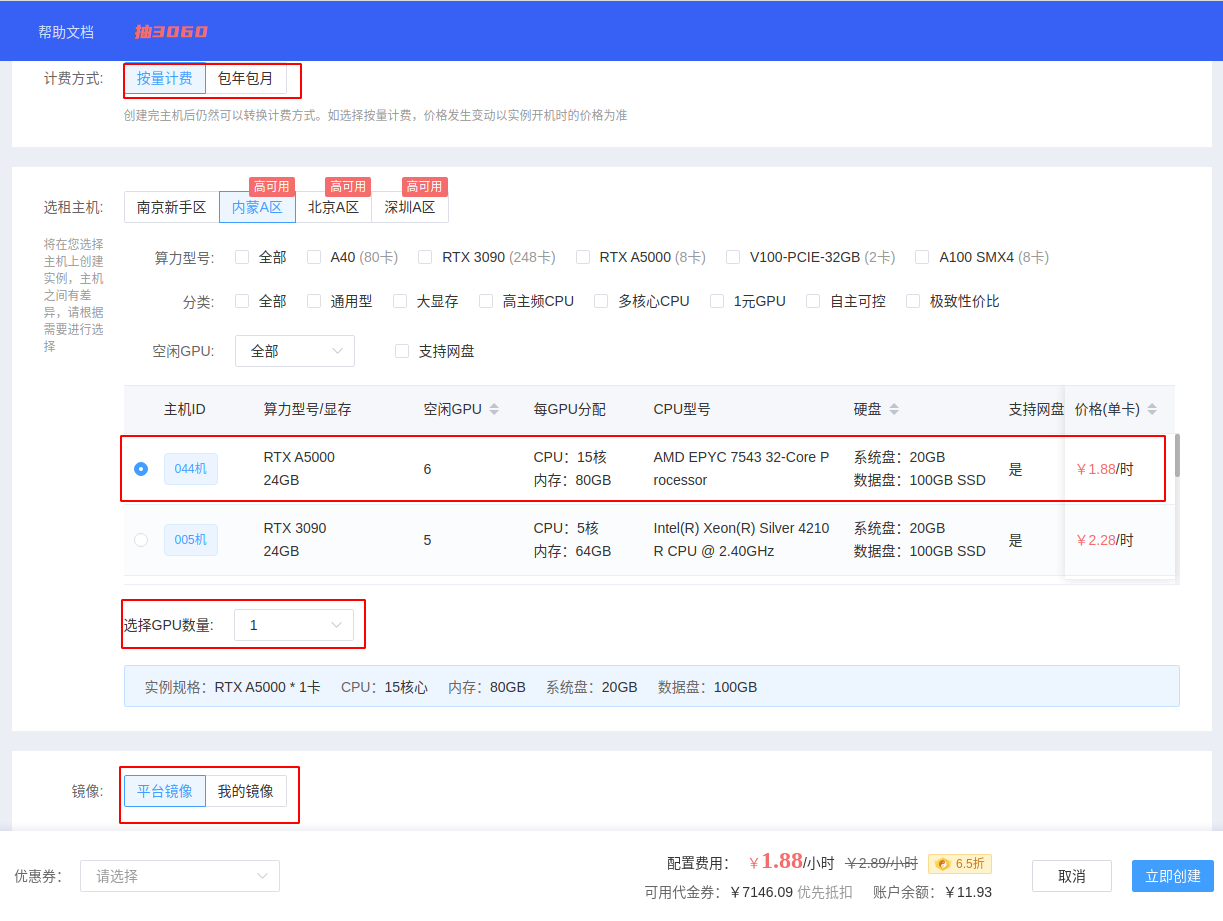 帮助文档 抽3060
计费方式: 按量计费 包年包月
创建完主机后仍然可以转换计费方式。如选择按量计费，价格发生变动以实例开机时的价格为准
高可用 高可用 高可用
选租主机: 南京新手区 内蒙A区 北京A区 深圳A区
将在您选择
主机上创建
实例，主机
之间有差
异，请根据
需要进行选
择
算力型号: 全部 A40 (80卡) RTX 3090 (248卡) RTX A5000 (8卡) V100-PCIE-32GB (2卡) A100 SMX4 (8卡)
分类: 全部 通用型 大显存 高主频CPU 多核心CPU 1元GPU 自主可控 极致性价比
空闲GPU: 全部 支持网盘
主机ID 算力型号/显存 空闲GPU 每GPU分配 CPU型号 硬盘 支持网盘 价格(单卡)
044机 RTX A5000 24GB 6 CPU：15核 内存：80GB AMD EPYC 7543 32-Core Processor 系统盘：20GB 数据盘：100GB SSD 是 ￥1.88/时
005机 RTX 3090 24GB 5 CPU：5核 内存：64GB Intel(R) Xeon(R) Silver 4210R CPU @ 2.40GHz 系统盘：20GB 数据盘：100GB SSD 是 ￥2.28/时
选择GPU数量: 1
实例规格：RTX A5000 * 1卡 CPU：15核心 内存：80GB 系统盘：20GB 数据盘：100GB
镜像: 平台镜像 我的镜像
优惠券： 请选择
配置费用： ￥1.88/小时 ￥2.89/小时 6.5折
可用代金券：￥7146.09 优先抵扣 账户余额：￥11.93
取消 立即创建